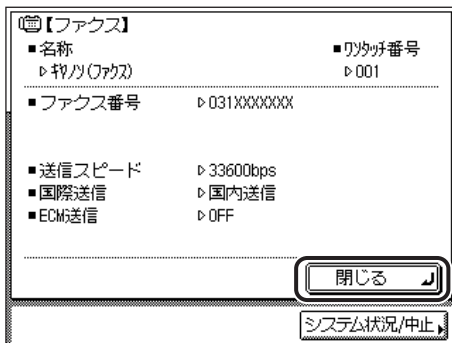 【ファクス】
■名称 ■ワンタッチ番号
▷キヤノン(ファクス) ▷001
■ファクス番号 ▷031XXXXXXX
■送信スピード ▷33600bps
■国際送信 ▷国内送信
■ECM送信 ▷OFF
閉じる
システム状況/中止